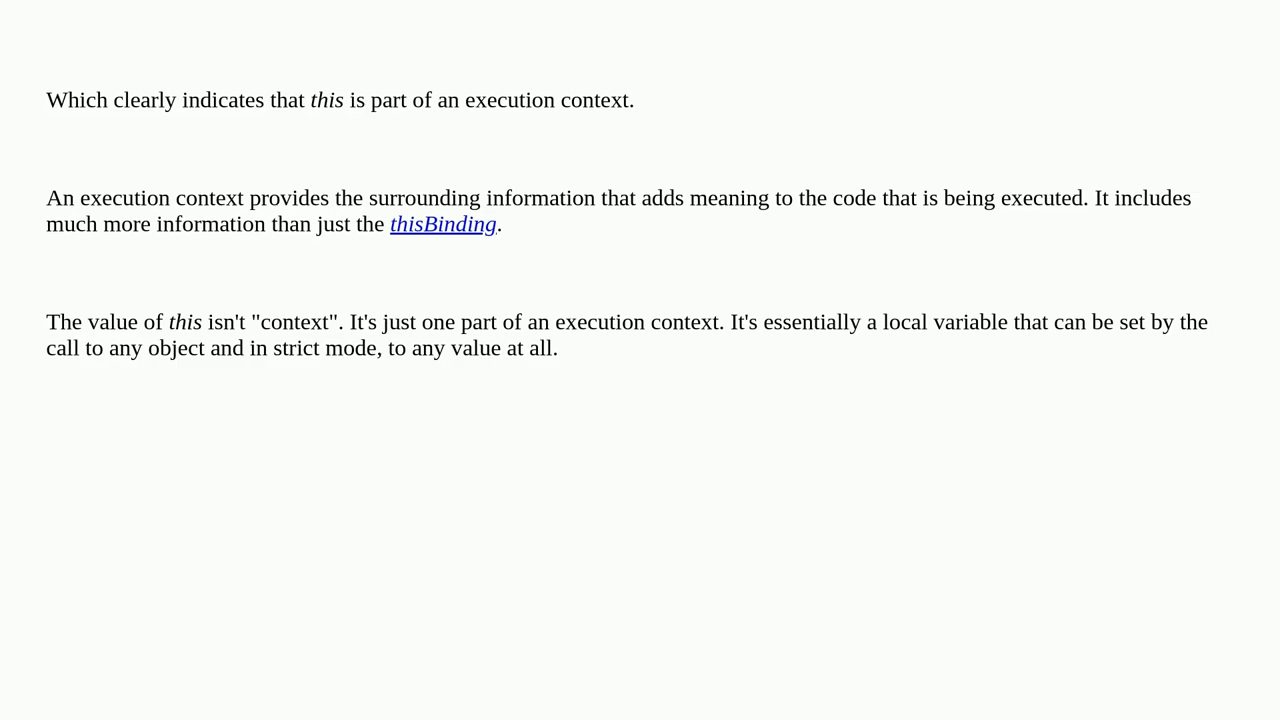 Which clearly indicates that this is part of an execution context.
An execution context provides the surrounding information that adds meaning to the code that is being executed. It includes
much more information than just the thisBinding.
The value of this isn't "context". It's just one part of an execution context. It's essentially a local variable that can be set by the
call to any object and in strict mode, to any value at all.